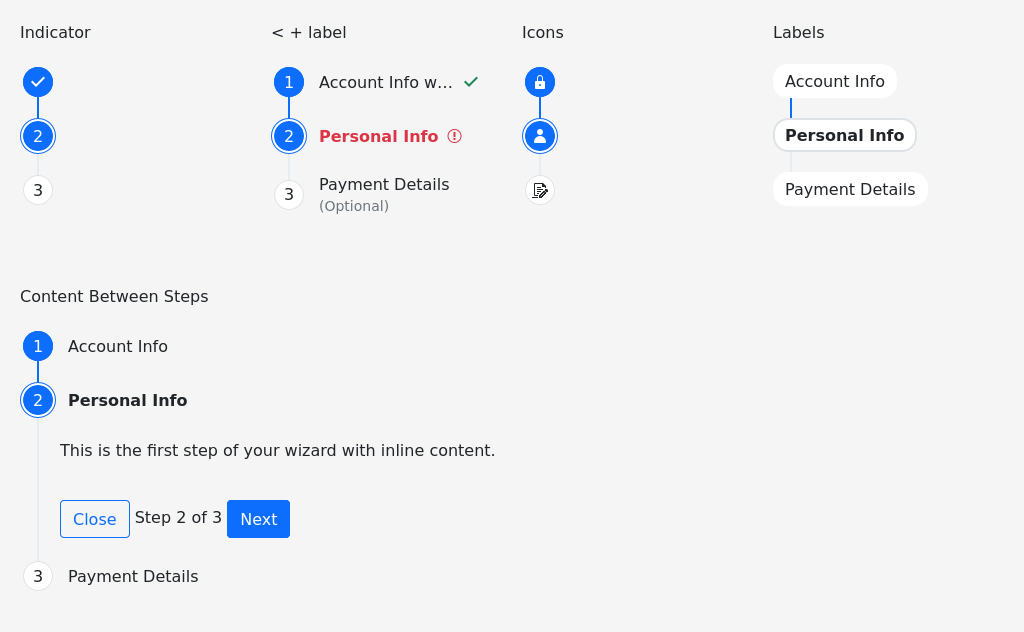 Indicator
2
3
< + label
1 Account Info w...
2 Personal Info
3 Payment Details
(Optional)
Icons
Labels
Account Info
Personal Info
Payment Details
Content Between Steps
1 Account Info
2 Personal Info
This is the first step of your wizard with inline content.
Close Step 2 of 3 Next
3 Payment Details